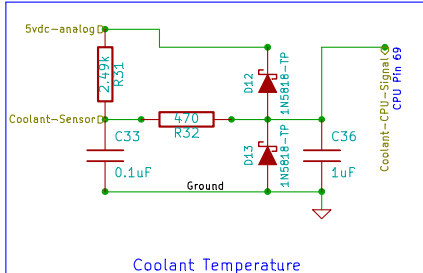 5vdc-analog
2.49k
R31
D12
1N5818-TP
Coolant-CPU-Signal
CPU Pin 69
Coolant-Sensor
470
R32
C33
0.1uF
D13
1N5818-TP
C36
1uF
Ground
Coolant Temperature